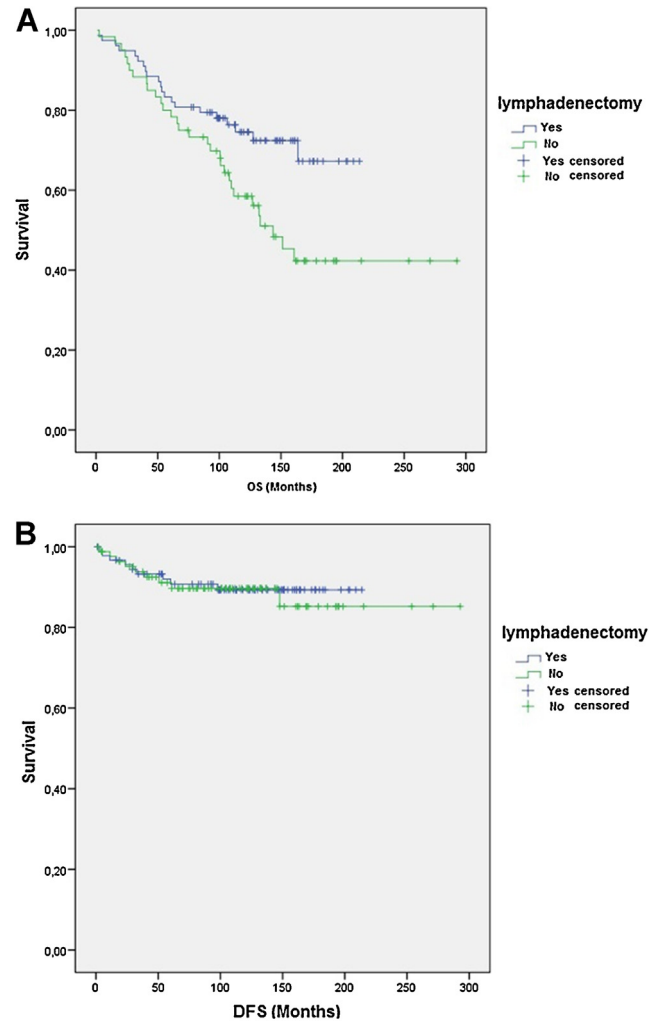 A
1,00
0,80
0,60
0,40
0,20
0,00
Survival
0 50 100 150 200 250 300
OS (Months)
lymphadenectomy
Yes
No
Yes censored
No censored
B
1,00
0,80
0,60
0,40
0,20
0,00
Survival
0 50 100 150 200 250 300
DFS (Months)
lymphadenectomy
Yes
No
Yes censored
No censored